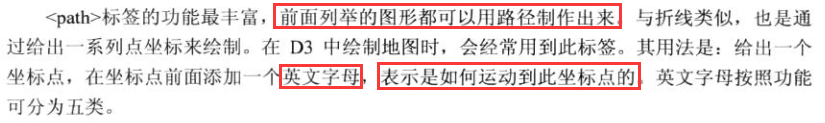 <path>标签的功能最丰富，前面列举的图形都可以用路径制作出来。与折线类似，也是通
过给出一系列点坐标来绘制。在 D3 中绘制地图时，会经常用到此标签。其用法是：给出一个
坐标点，在坐标点前面添加一个英文字母，表示是如何运动到此坐标点的。英文字母按照功能
可分为五类。